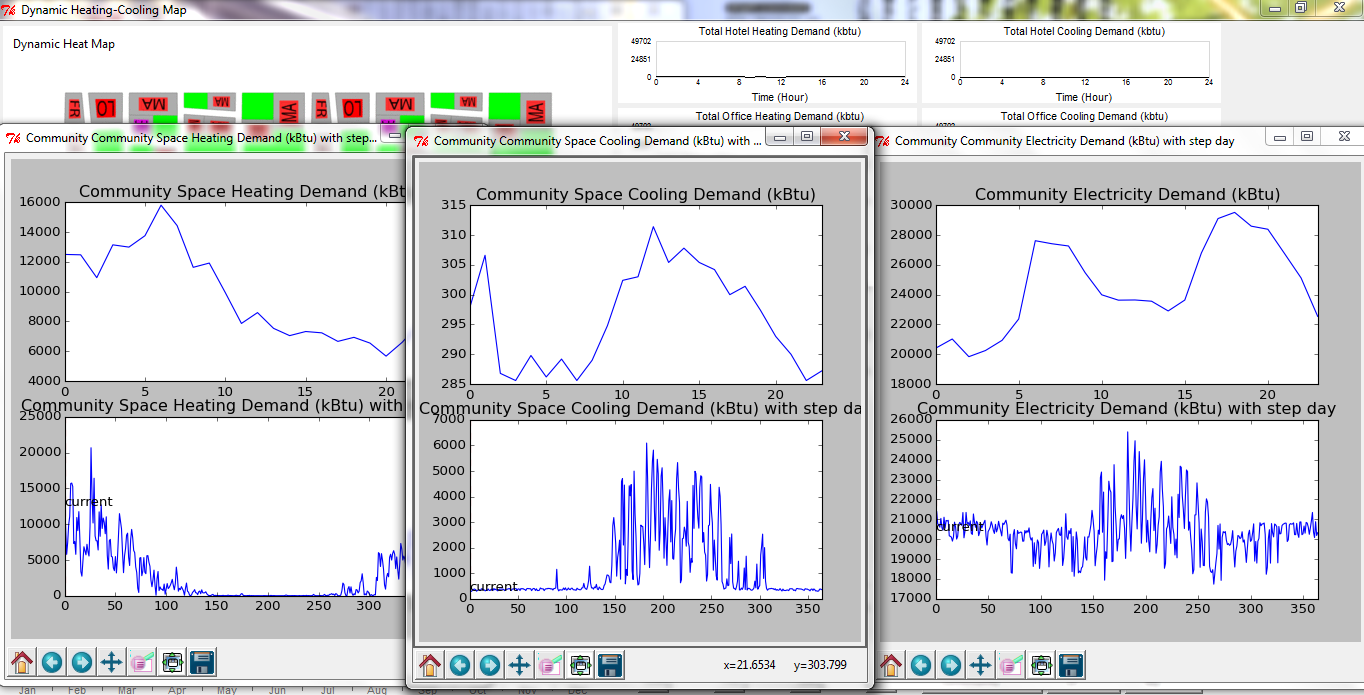 Dynamic Heating-Cooling Map
Dynamic Heat Map
FR LO MA MA MA FR LO MA MA MA
Total Hotel Heating Demand (kbtu)
49702
24851
0
0 4 8 12 16 20 24
Time (Hour)
Total Office Heating Demand (kbtu)
49702
Total Hotel Cooling Demand (kbtu)
49702
24851
0
0 4 8 12 16 20 24
Time (Hour)
Total Office Cooling Demand (kbtu)
49702
Community Community Space Heating Demand (kBtu) with step...
Community Space Heating Demand (kBt
16000
14000
12000
10000
8000
6000
4000
0 5 10 15 20
Community Space Heating Demand (kBtu) with
25000
20000
15000
10000
5000
0
current
0 50 100 150 200 250 300
Community Community Space Cooling Demand (kBtu) with ...
Community Space Cooling Demand (kBtu)
315
310
305
300
295
290
285
0 5 10 15 20
Community Space Cooling Demand (kBtu) with step da
7000
6000
5000
4000
3000
2000
1000
0
current
0 50 100 150 200 250 300 350
x=21.6534 y=303.799
Community Community Electricity Demand (kBtu) with step day
Community Electricity Demand (kBtu)
30000
28000
26000
24000
22000
20000
18000
0 5 10 15 20
Community Electricity Demand (kBtu) with step day
26000
25000
24000
23000
22000
21000
20000
19000
18000
17000
current
0 50 100 150 200 250 300 350
Jan Feb Mar Apr May Jun Jul Aug Sep Oct Nov Dec